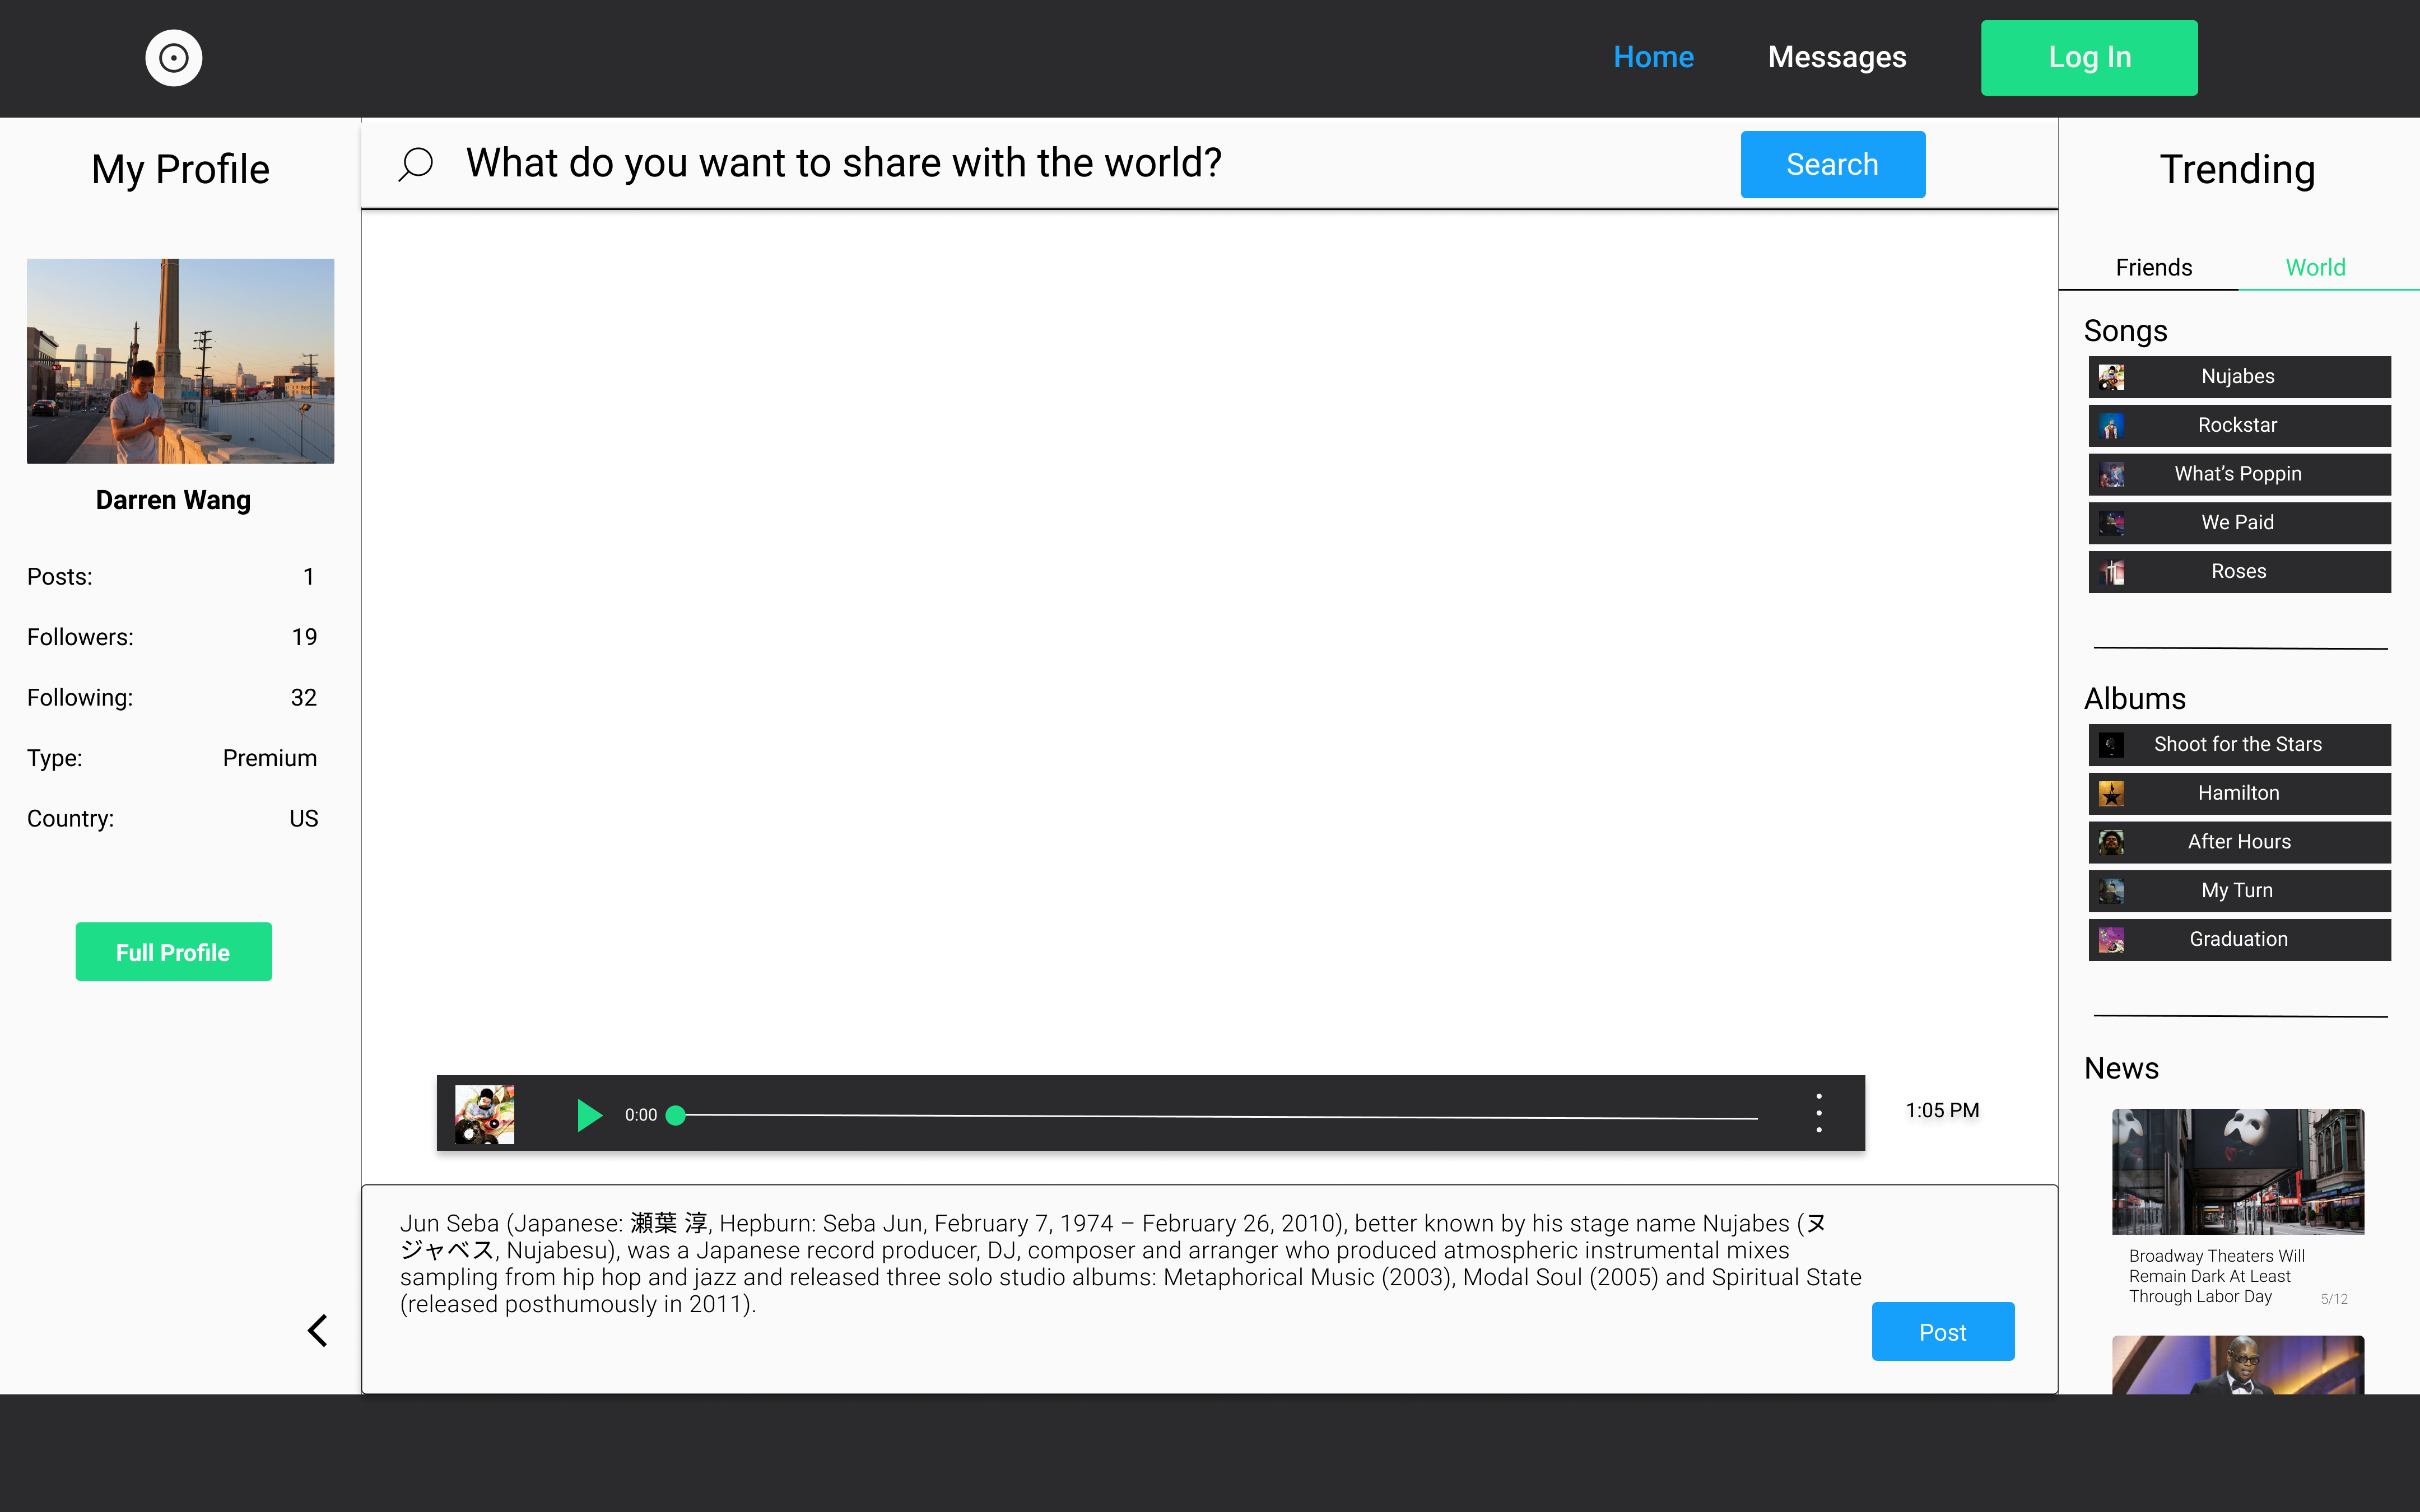 Home
Messages
Log In
My Profile
Darren Wang
Posts:
1
Followers:
19
Following:
32
Type:
Premium
Country:
US
Full Profile
What do you want to share with the world?
Search
0:00
1:05 PM
Jun Seba (Japanese: 瀬葉 淳, Hepburn: Seba Jun, February 7, 1974 – February 26, 2010), better known by his stage name Nujabes (ヌ
ジャベス, Nujabesu), was a Japanese record producer, DJ, composer and arranger who produced atmospheric instrumental mixes
sampling from hip hop and jazz and released three solo studio albums: Metaphorical Music (2003), Modal Soul (2005) and Spiritual State
(released posthumously in 2011).
Post
Trending
Friends
World
Songs
Nujabes
Rockstar
What’s Poppin
We Paid
Roses
Albums
Shoot for the Stars
Hamilton
After Hours
My Turn
Graduation
News
Broadway Theaters Will
Remain Dark At Least
Through Labor Day
5/12